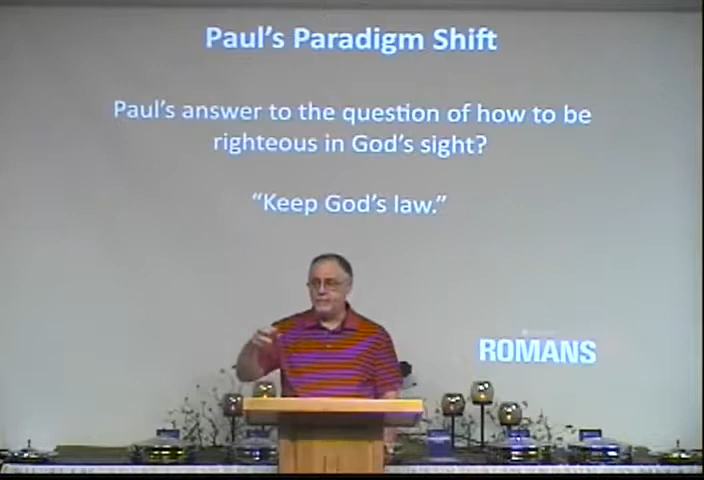 Paul's Paradigm Shift
Paul's answer to the question of how to be
righteous in God's sight?
"Keep God's law."
ROMANS